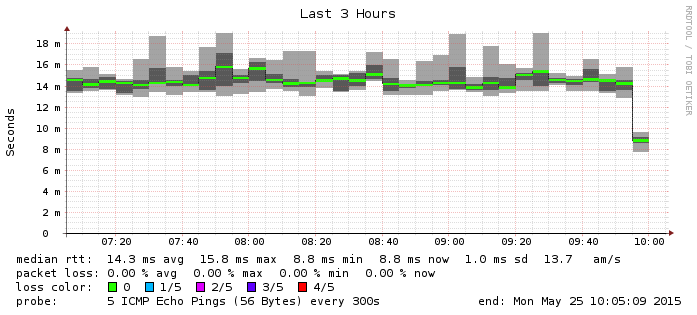 Last 3 Hours
RRDTOOL / TOBI OETIKER
Seconds
18 m
16 m
14 m
12 m
10 m
8 m
6 m
4 m
2 m
0
07:20 07:40 08:00 08:20 08:40 09:00 09:20 09:40 10:00
median rtt: 14.3 ms avg 15.8 ms max 8.8 ms min 8.8 ms now 1.0 ms sd 13.7 am/s
packet loss: 0.00 % avg 0.00 % max 0.00 % min 0.00 % now
loss color: 0 1/5 2/5 3/5 4/5
probe: 5 ICMP Echo Pings (56 Bytes) every 300s end: Mon May 25 10:05:09 2015